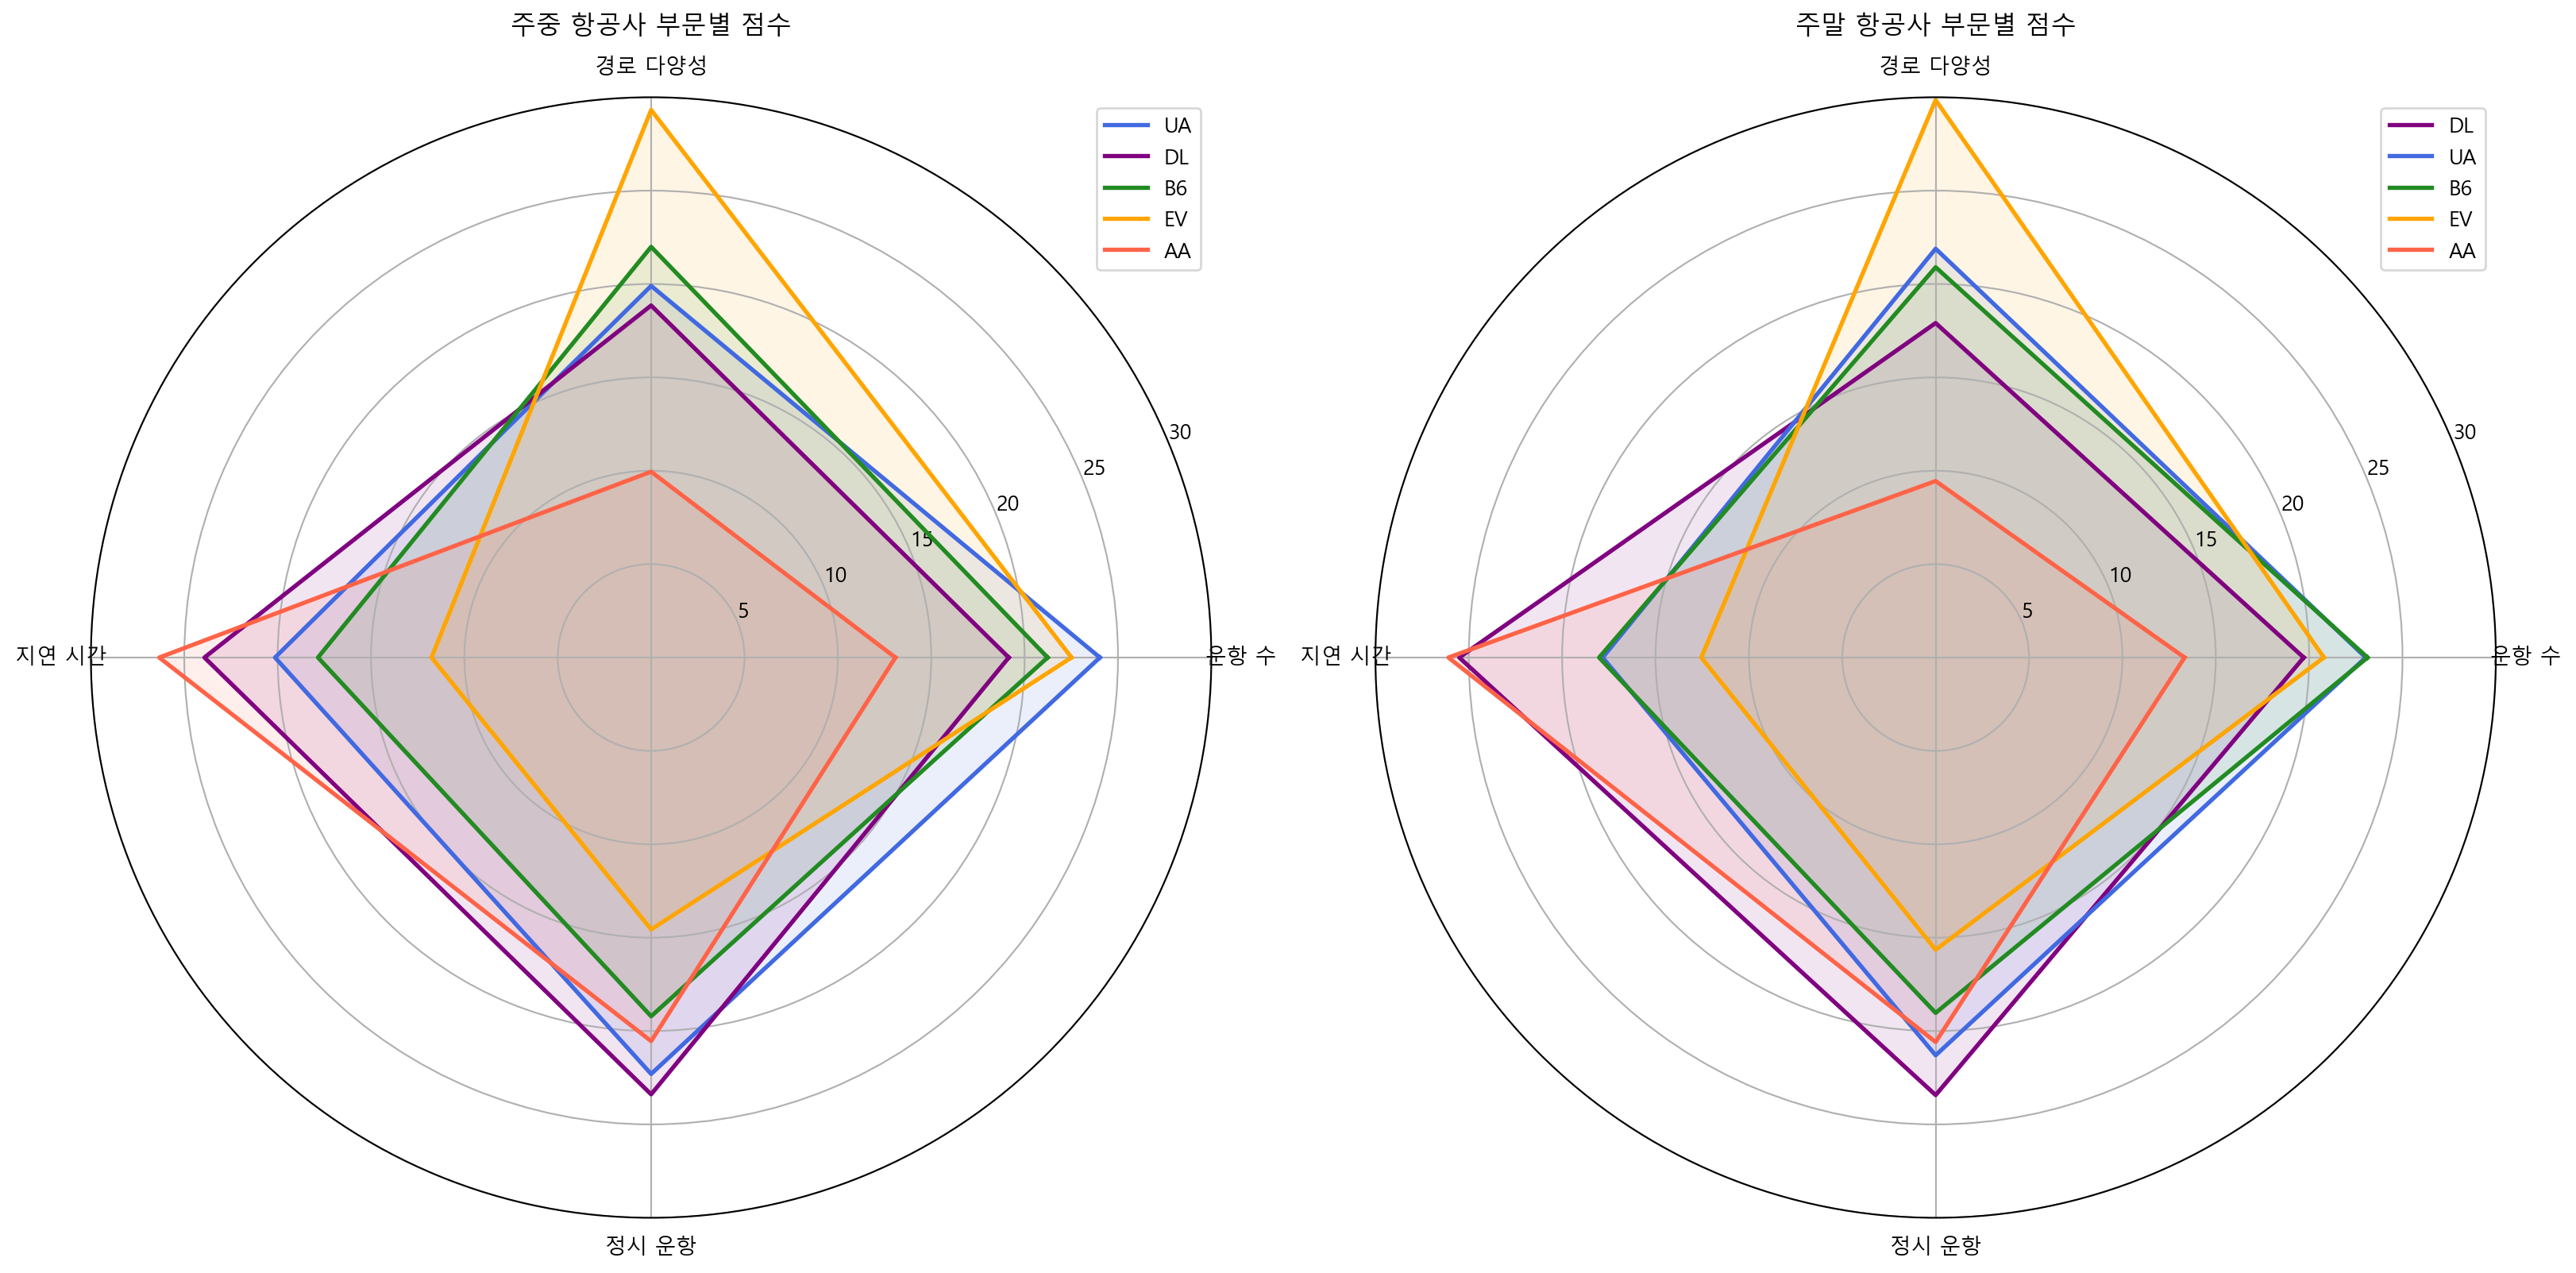 주중 항공사 부문별 점수
경로 다양성
UA
DL
B6
EV
AA
30
25
20
15
10
5
지연 시간
운항 수
정시 운항
주말 항공사 부문별 점수
경로 다양성
DL
UA
B6
EV
AA
30
25
20
15
10
5
지연 시간
운항 수
정시 운항